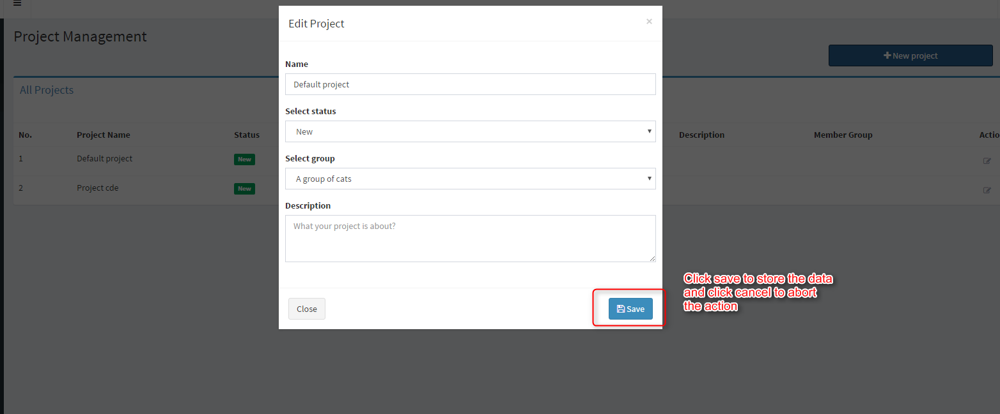 Edit Project ×
Project Management
+ New project
Name
Default project
All Projects
Select status
New
No. Project Name Status Description Member Group Actio
1 Default project New
Select group
A group of cats
2 Project cde New
Description
What your project is about?
Click save to store the data
and click cancel to abort
the action
Close Save